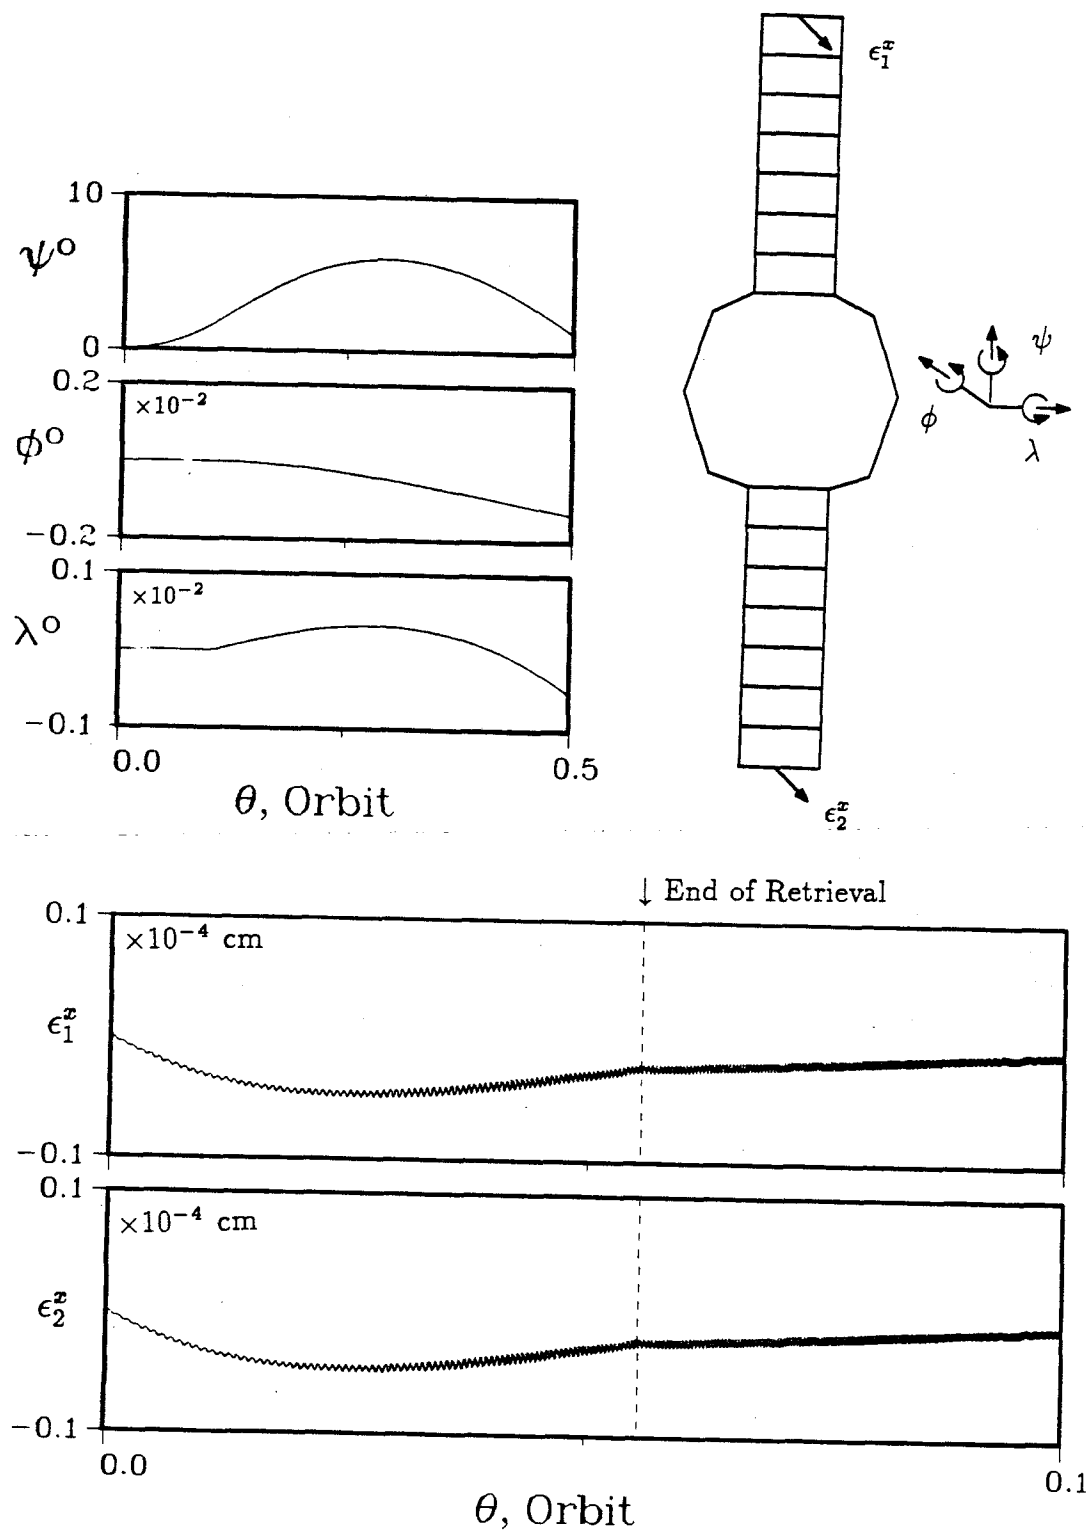 ϵ₁ˣ
10
ψ°
0
ψ
0.2
×10⁻²
ϕ°
ϕ
λ
−0.2
0.1
×10⁻²
λ°
−0.1
0.0
0.5
θ, Orbit
ϵ₂ˣ
↓ End of Retrieval
0.1
×10⁻⁴ cm
ϵ₁ˣ
−0.1
0.1
×10⁻⁴ cm
ϵ₂ˣ
−0.1
0.0
0.1
θ, Orbit